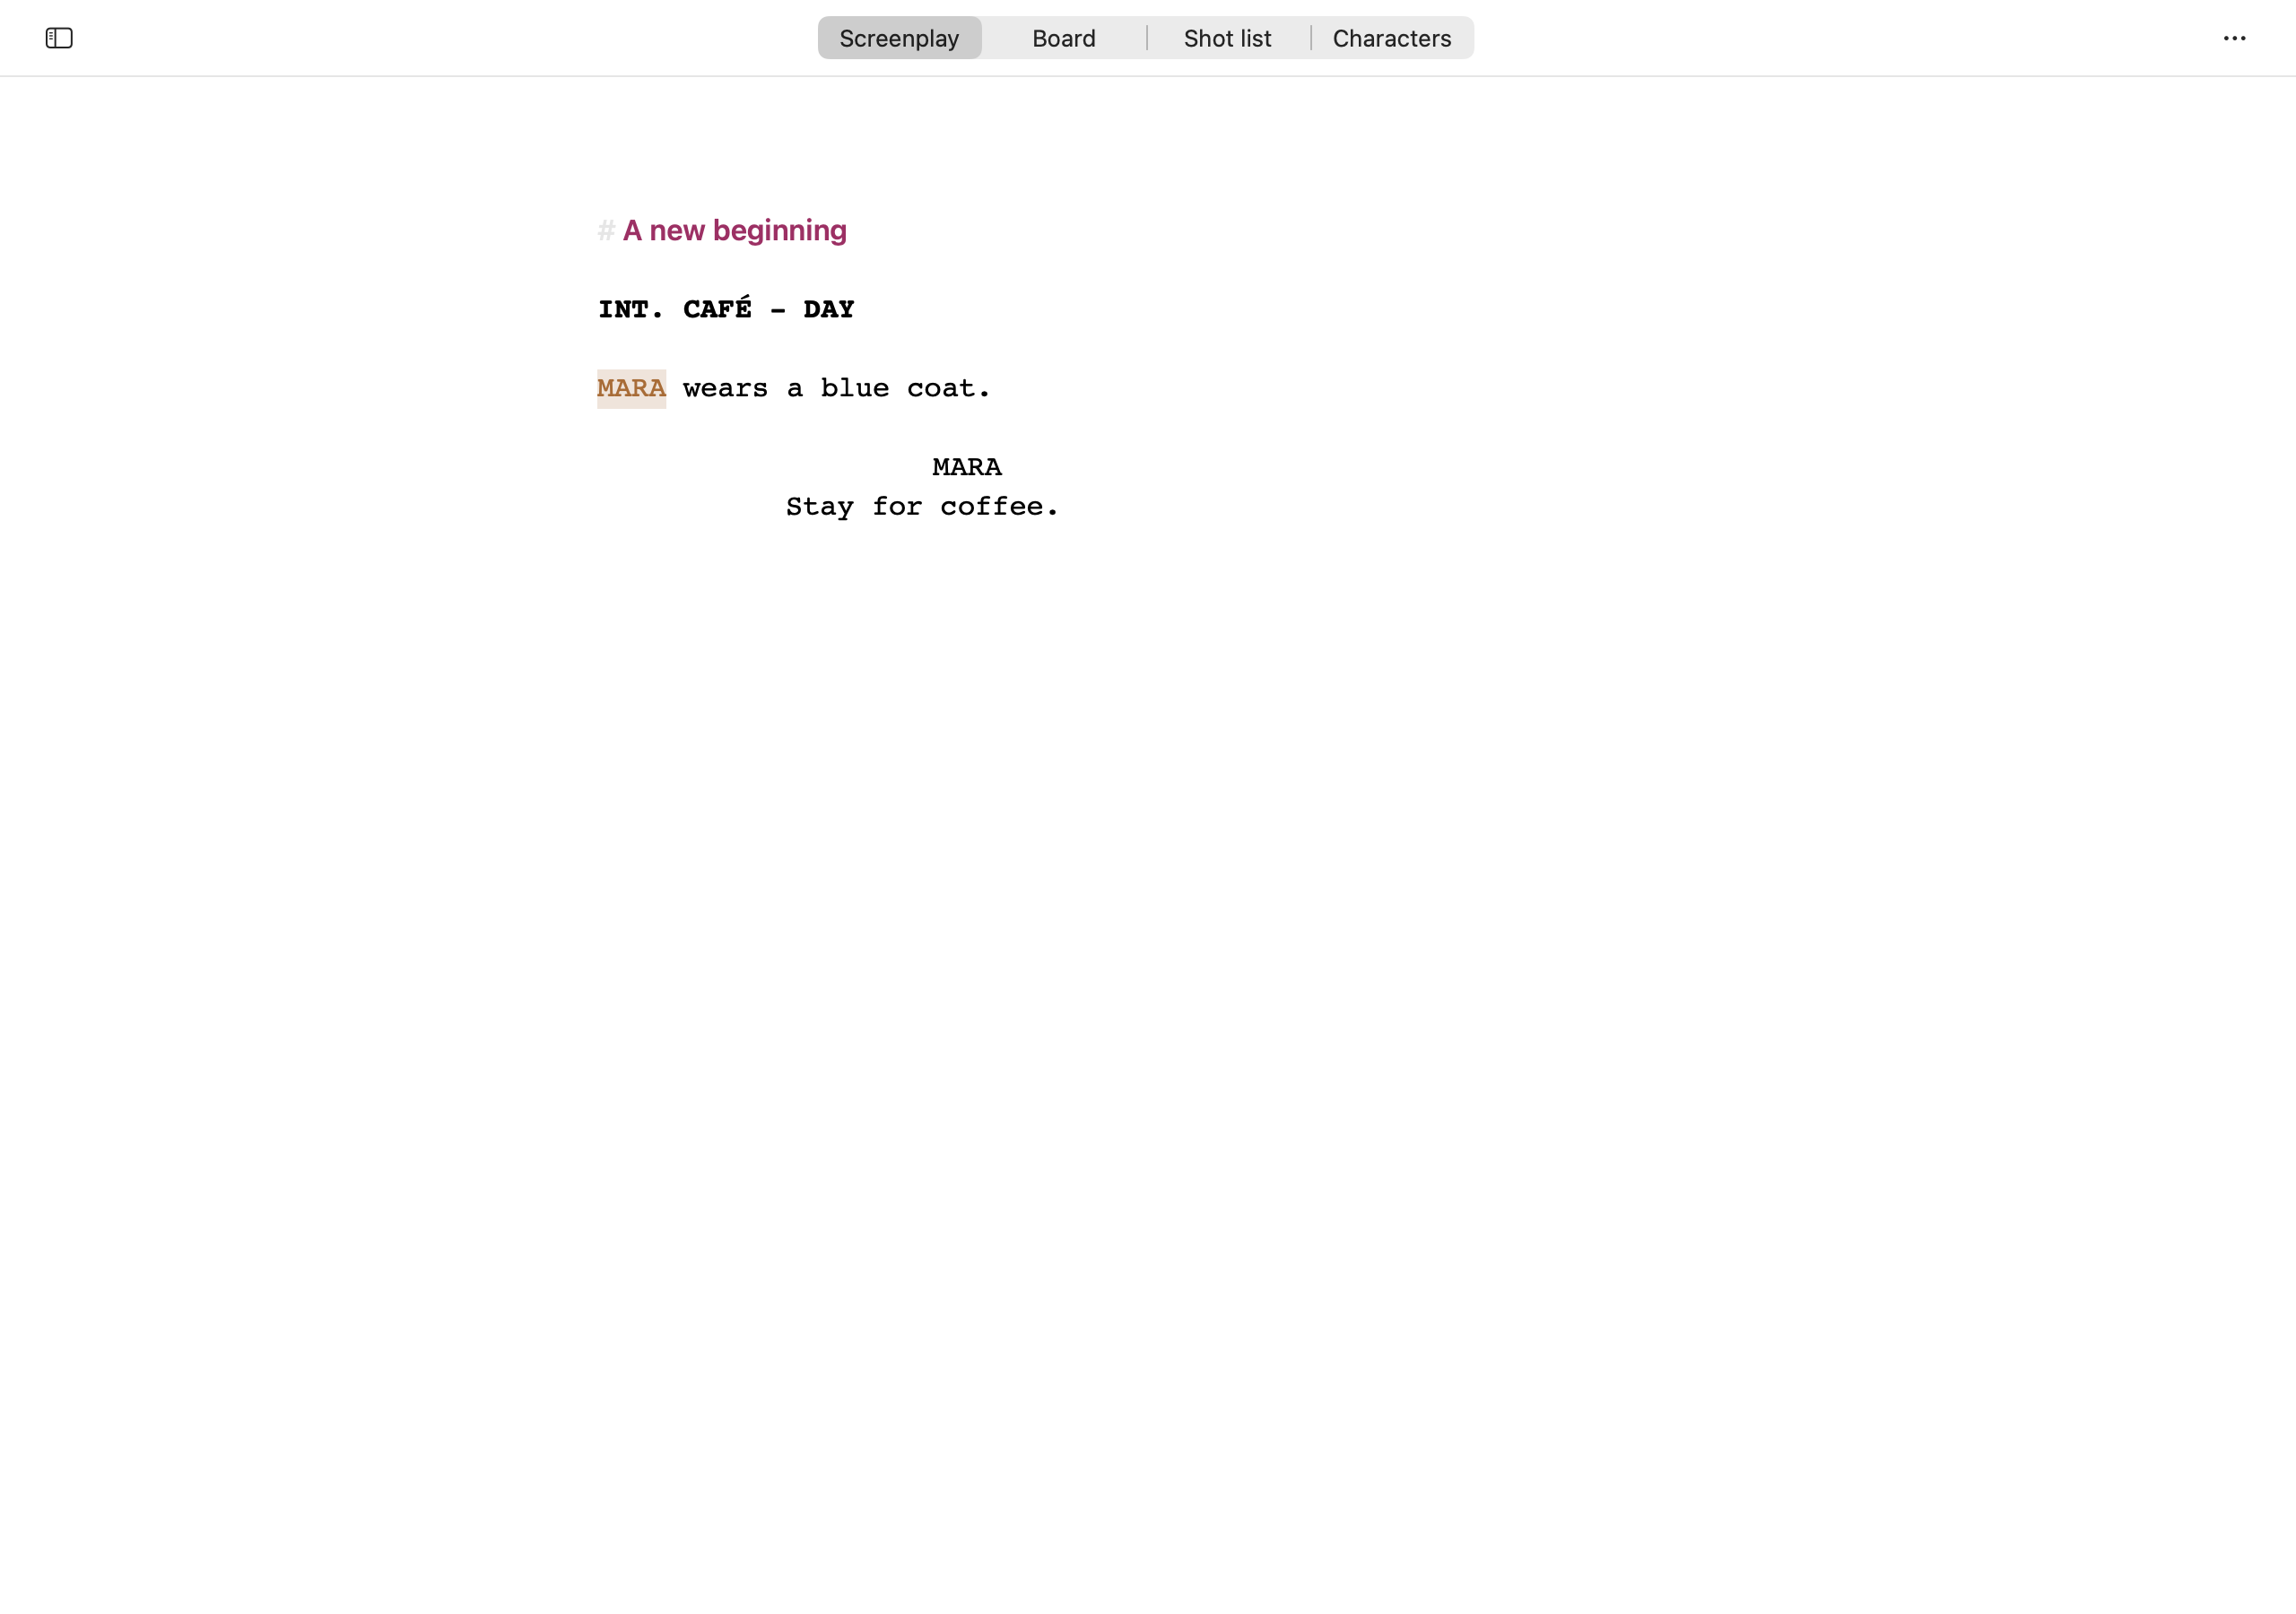 Screenplay Board Shot list Characters
# A new beginning
INT. CAFÉ - DAY
MARA wears a blue coat.
MARA
Stay for coffee.